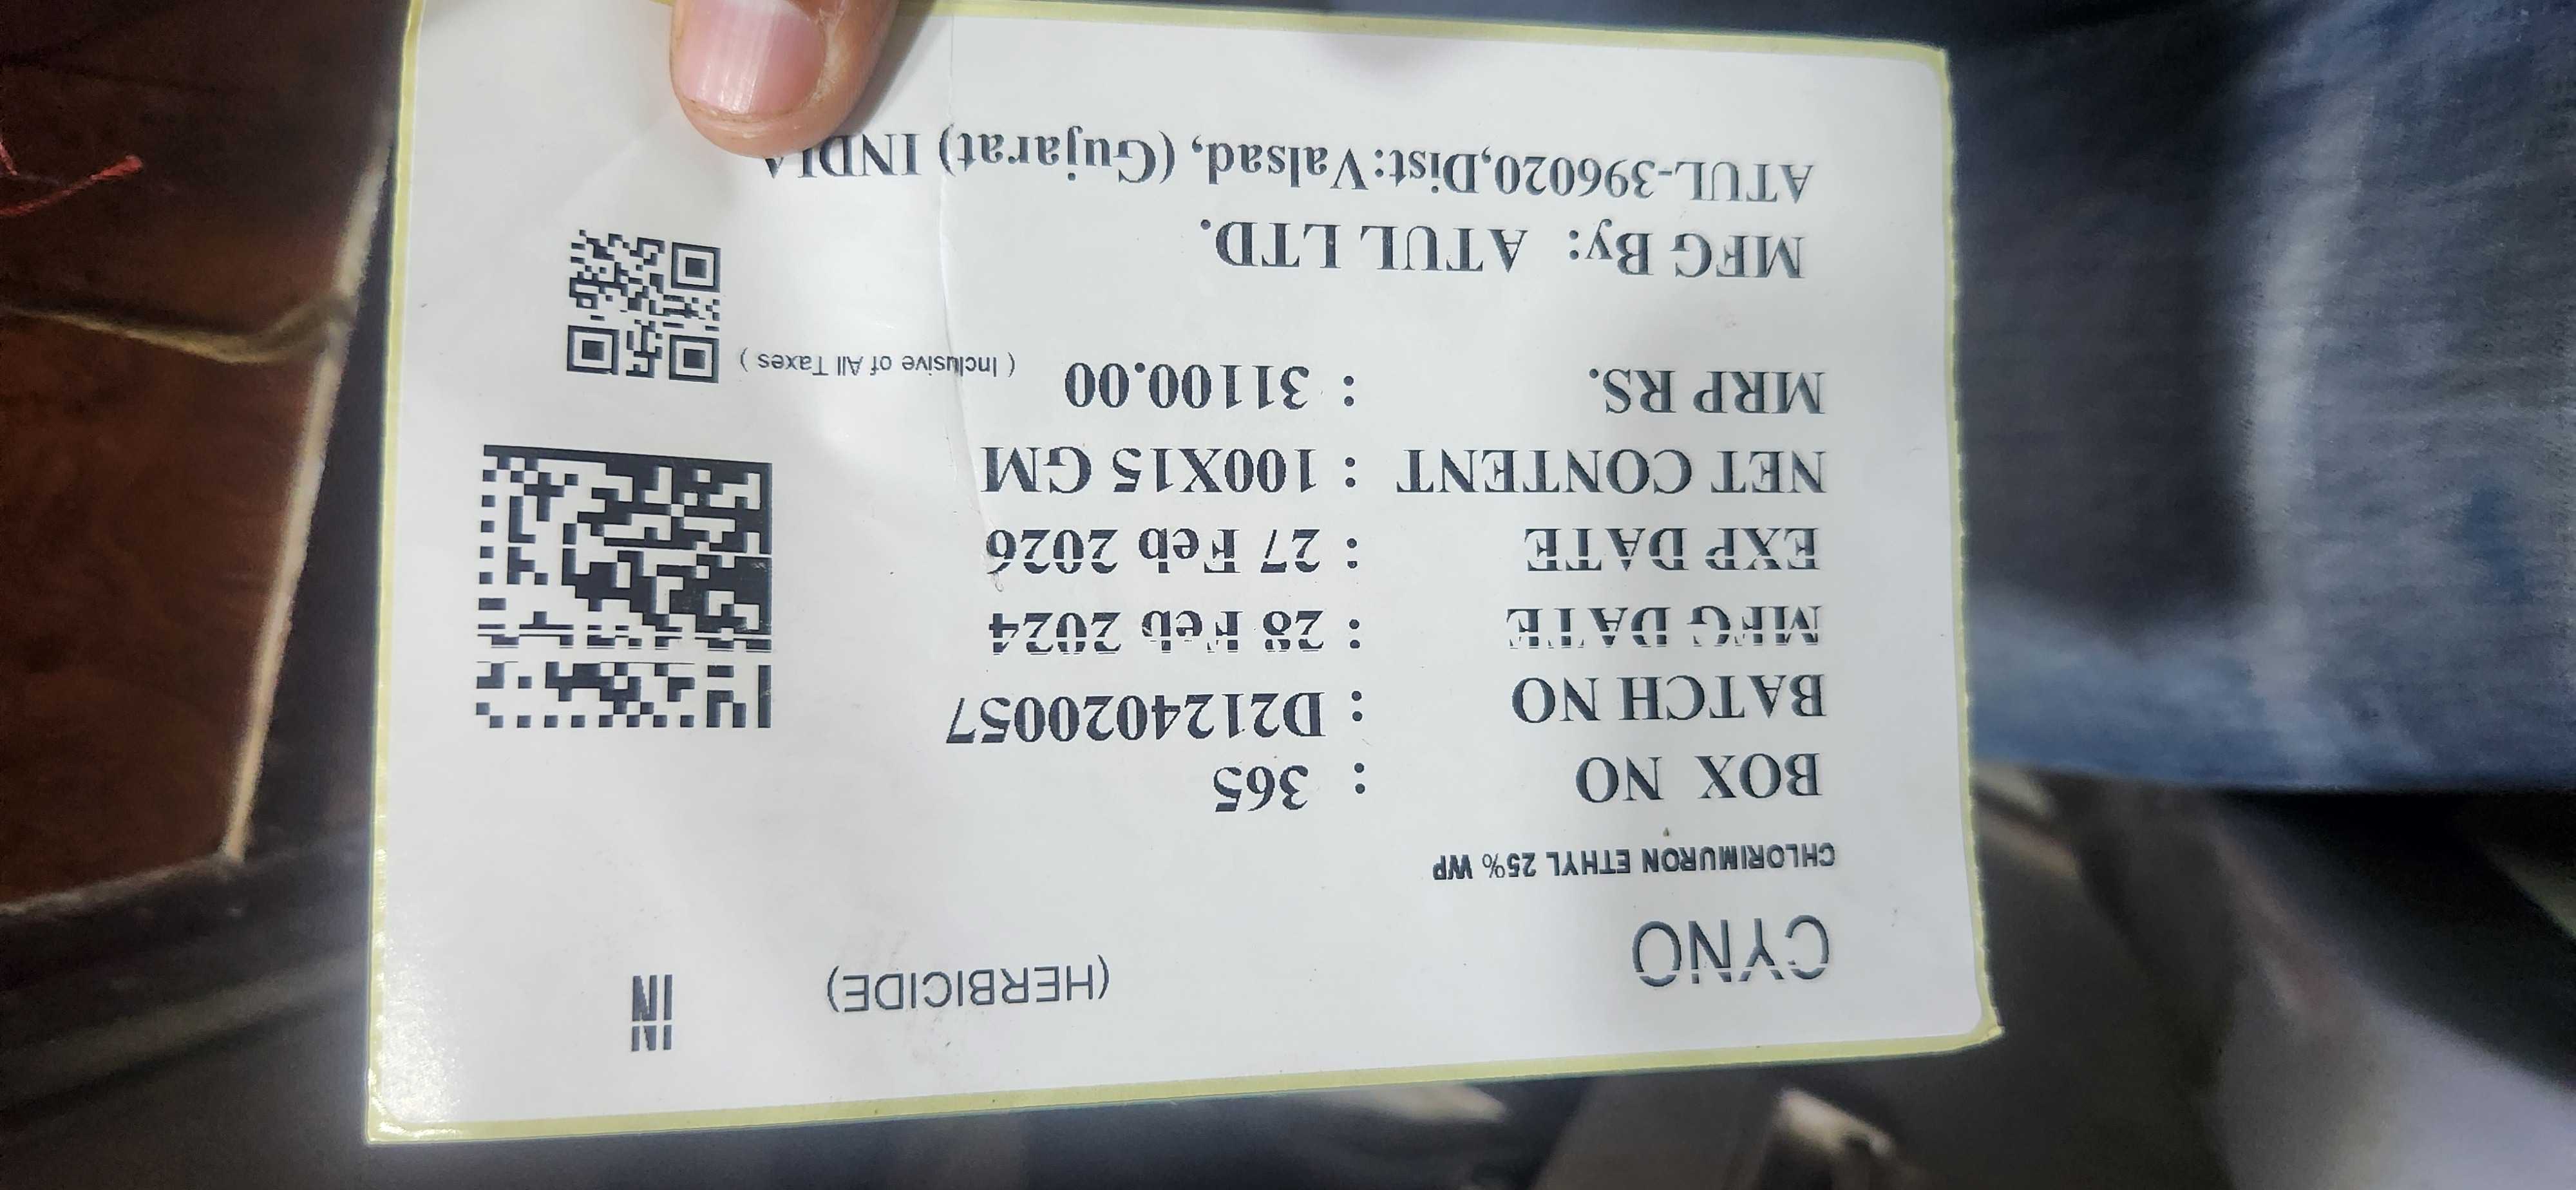 CYNO (HERBICIDE) IN
IN
CHLORIMURON ETHYL 25% WP
BOX NO : 365
BATCH NO : D2124020057
MFG DATE : 28 Feb 2024
EXP DATE : 27 Feb 2026
NET CONTENT : 100X15 GM
MRP RS. : 31100.00 ( Inclusive of All Taxes )
MFG By: ATUL LTD.
ATUL-396020,Dist:Valsad, (Gujarat) INDIA